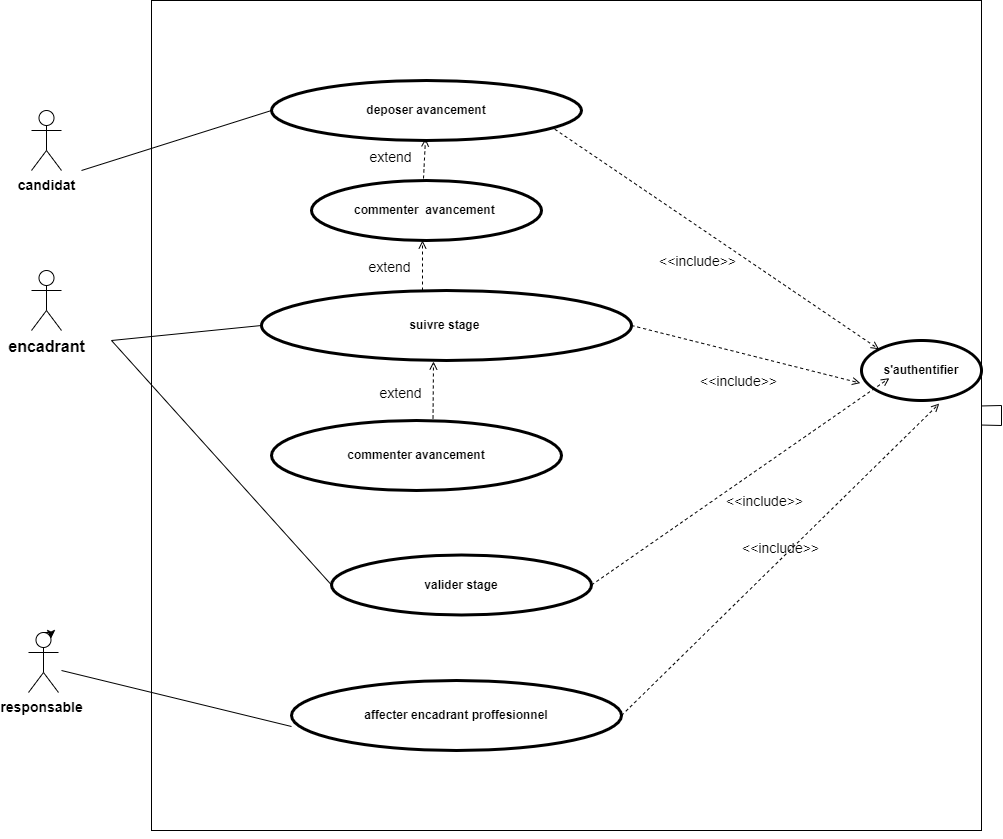 deposer avancement
extend
candidat
commenter  avancement
<<include>>
extend
suivre stage
encadrant
s'authentifier
<<include>>
extend
commenter avancement
<<include>>
<<include>>
valider stage
responsable
affecter encadrant proffesionnel